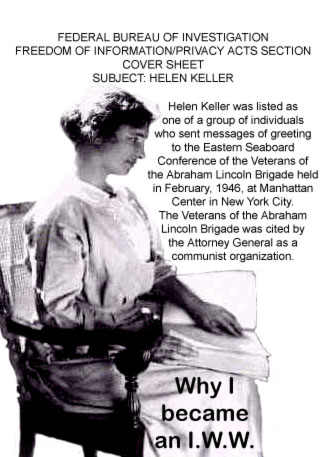 FEDERAL BUREAU OF INVESTIGATION
FREEDOM OF INFORMATION/PRIVACY ACTS SECTION
COVER SHEET
SUBJECT: HELEN KELLER
Helen Keller was listed as
one of a group of individuals
who sent messages of greeting
to the Eastern Seaboard
Conference of the Veterans of
the Abraham Lincoln Brigade held
in February, 1946, at Manhattan
Center in New York City.
The Veterans of the Abraham
Lincoln Brigade was cited by
the Attorney General as a
communist organization.
Why I
became
an I.W.W.